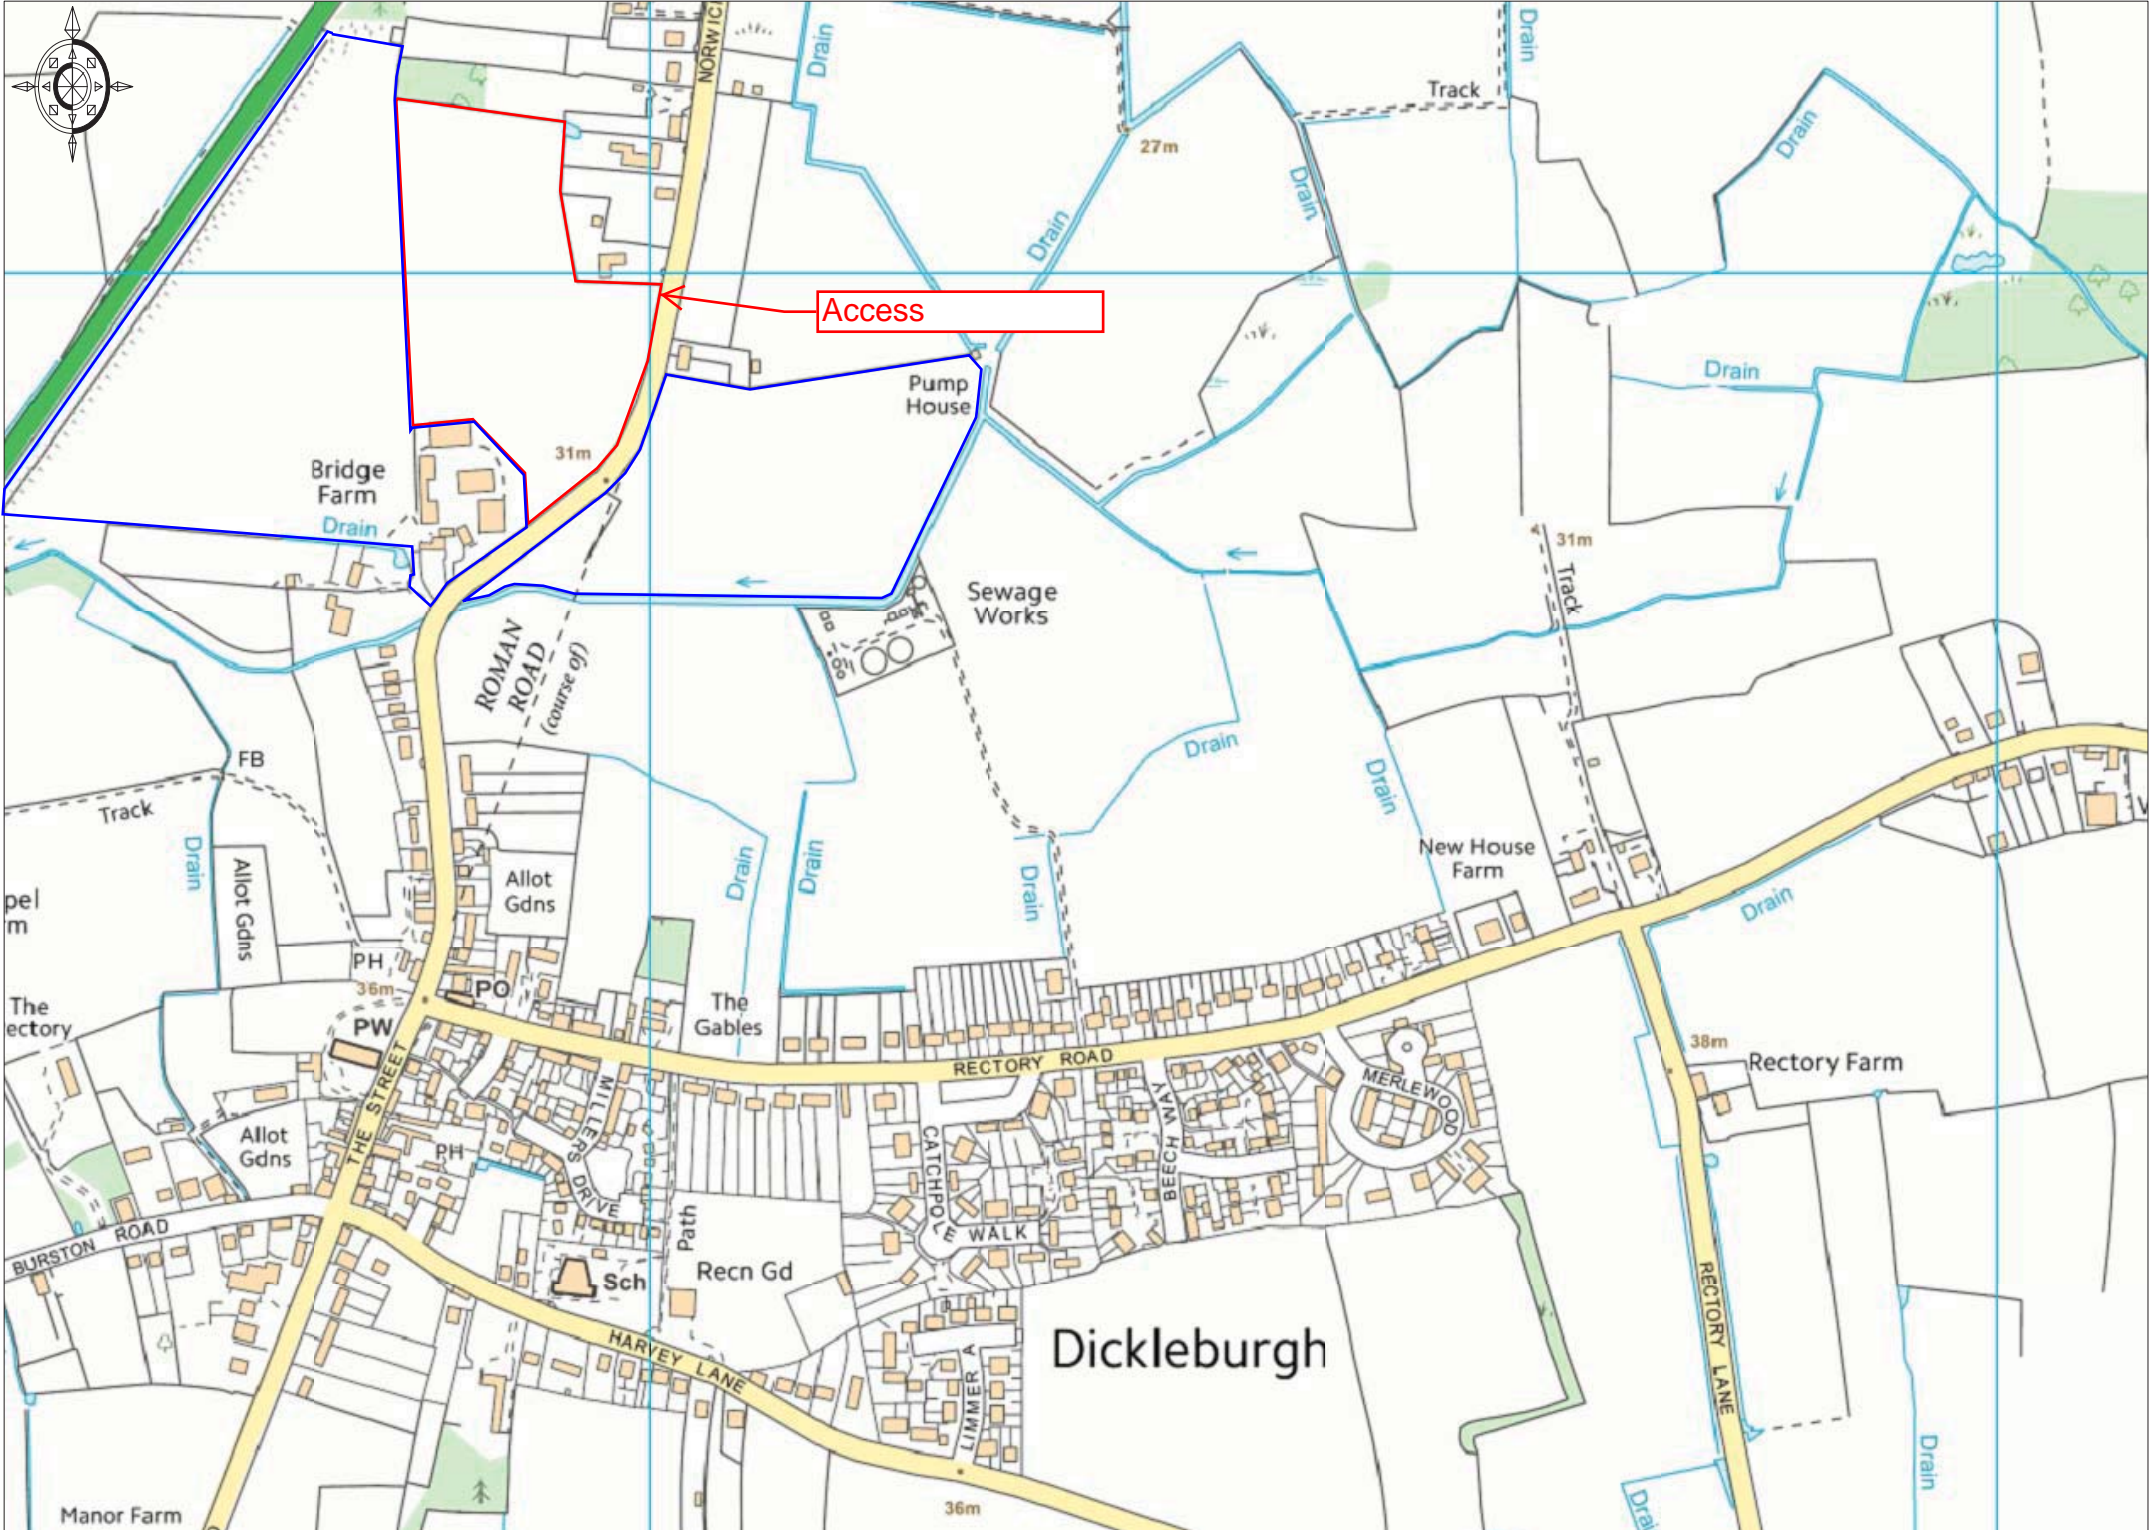 NORWIC
Drain
Drain
Track
27m
Drain
Drain
Drain
Access
Pump
House
Drain
31m
Bridge
Farm
Drain
Sewage
Works
31m
Track
ROMAN
ROAD
(course of)
Drain
FB
Track
Drain
Drain
Allot
Gdns
Allot Gdns
Drain
Drain
Drain
New House
Farm
Drain
pel
m
PH
36m
PO
PW
The
ectory
The
Gables
THE STREET
RECTORY ROAD
MILLERS DRIVE
MERLEWOOD
38m
Rectory Farm
Allot
Gdns
PH
CATCHPOLE WALK
BEECH WAY
BURSTON ROAD
Path
Sch
Recn Gd
HARVEY LANE
Dickleburgh
LIMMER A
RECTORY LANE
Drain
Drai
Manor Farm
36m